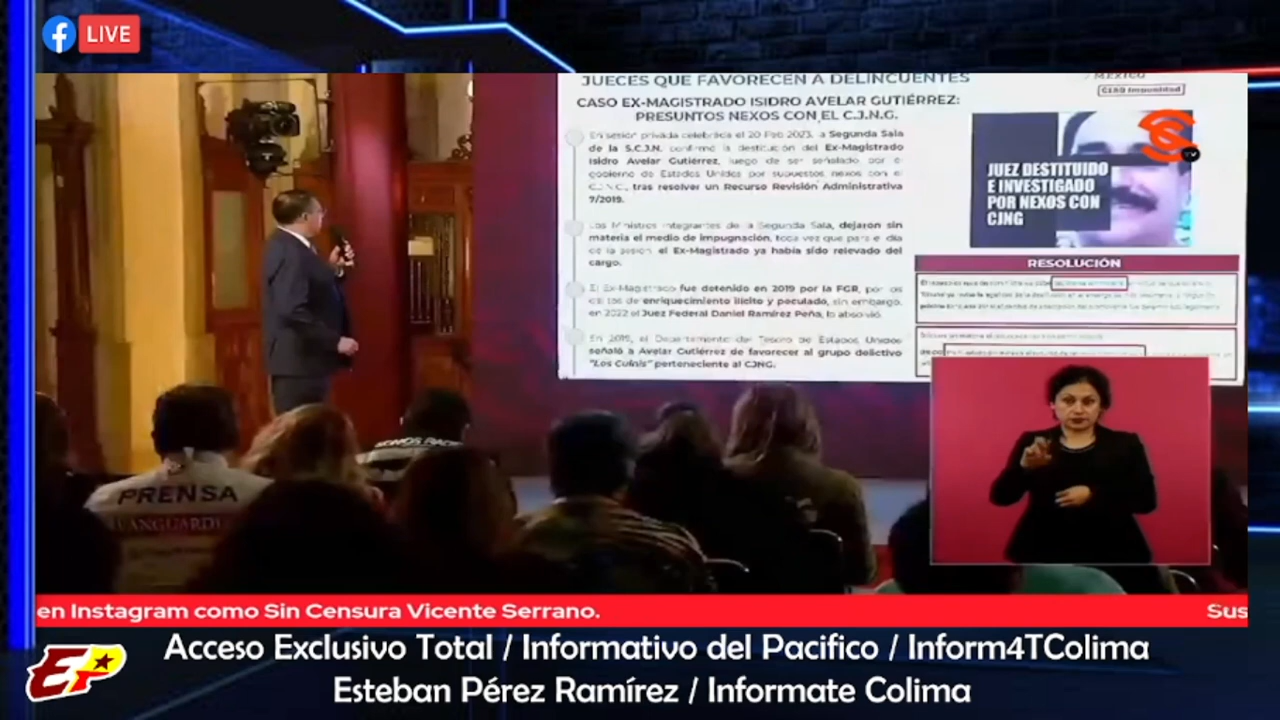 LIVE
JUECES QUE FAVORECEN A DELINCUENTES
MÉXICO
CERO Impunidad
CASO EX-MAGISTRADO ISIDRO AVELAR GUTIÉRREZ:
PRESUNTOS NEXOS CON EL C.J.N.G.
En sesión privada celebrada el 20 Feb 2023, la Segunda Sala
de la S.C.J.N. confirmó la destitución del Ex-Magistrado
Isidro Avelar Gutiérrez, luego de ser señalado por el
gobierno de Estados Unidos por supuestos nexos con el
C.J.N.G., tras resolver un Recurso Revisión Administrativa
7/2019.
Los Ministros integrantes de la Segunda Sala, dejaron sin
materia el medio de impugnación, toda vez que para el día
de la sesión, el Ex-Magistrado ya había sido relevado del
cargo.
El Ex-Magistrado fue detenido en 2019 por la FGR, por los
delitos de enriquecimiento ilícito y peculado, sin embargo,
en 2022 el Juez Federal Daniel Ramírez Peña, lo absolvió.
En 2019, el Departamento del Tesoro de Estados Unidos
señaló a Avelar Gutiérrez de favorecer al grupo delictivo
"Los Cuinis" perteneciente al CJNG.
JUEZ DESTITUIDO
E INVESTIGADO
POR NEXOS CON
CJNG
TV
RESOLUCIÓN
SOMOS
PRENSA
VANGUARDI
en Instagram como Sin Censura Vicente Serrano.
Sus
EP
Acceso Exclusivo Total / Informativo del Pacifico / Inform4TColima
Esteban Pérez Ramírez / Informate Colima